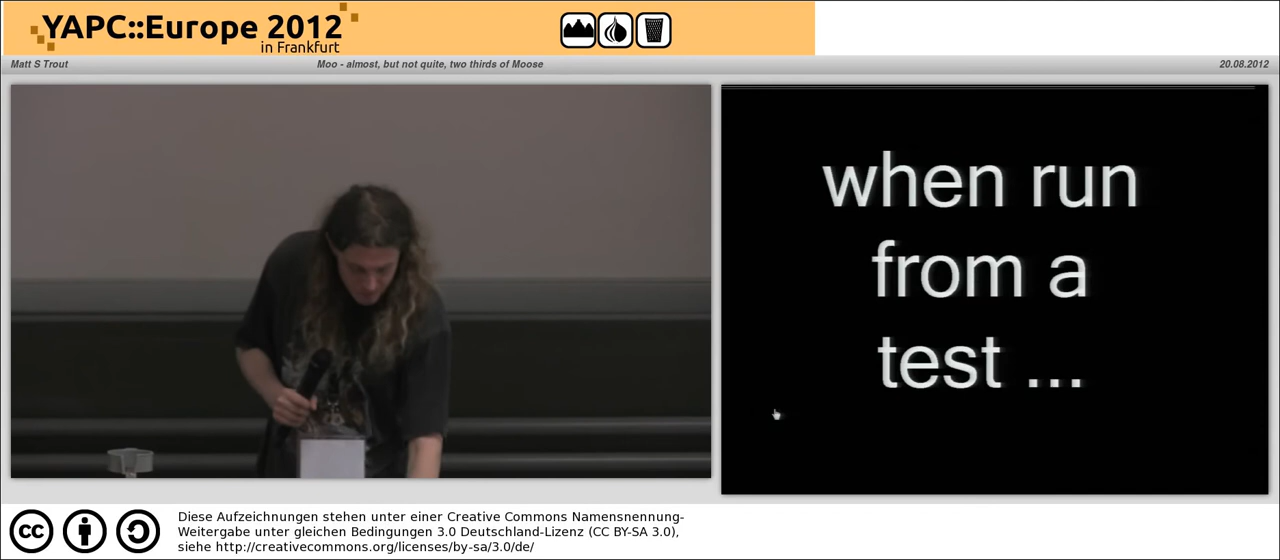 YAPC::Europe 2012
in Frankfurt
Matt S Trout
Moo - almost, but not quite, two thirds of Moose
20.08.2012
when run
from a
test ...
cc
Diese Aufzeichnungen stehen unter einer Creative Commons Namensnennung-
Weitergabe unter gleichen Bedingungen 3.0 Deutschland-Lizenz (CC BY-SA 3.0),
siehe http://creativecommons.org/licenses/by-sa/3.0/de/